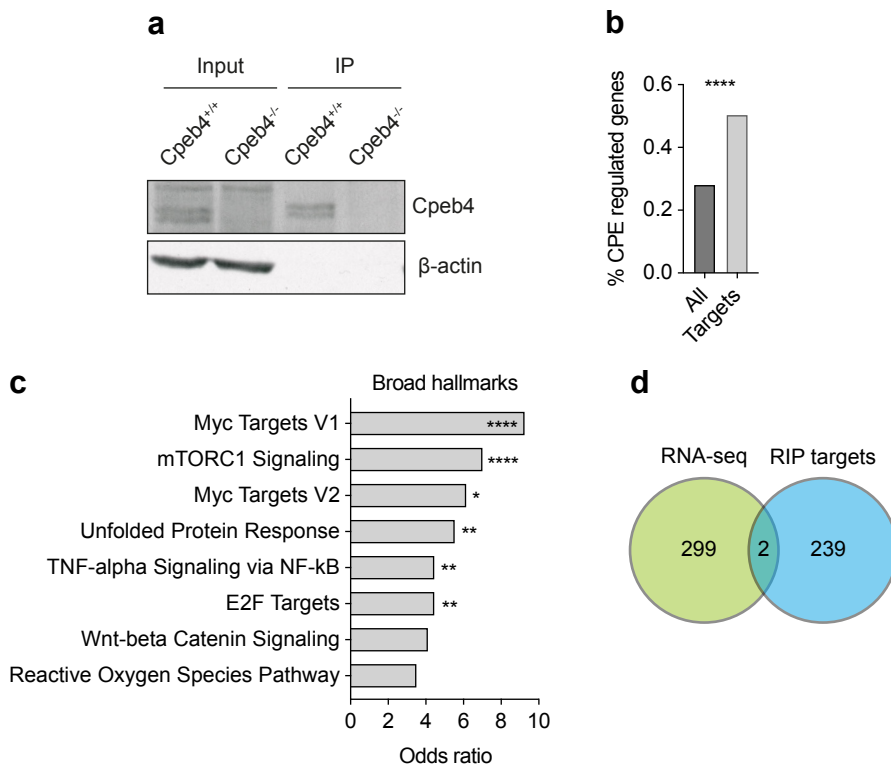 a
Input IP
Cpeb4+/+ Cpeb4-/- Cpeb4+/+ Cpeb4-/-
Cpeb4
β-actin
b
% CPE regulated genes
0.6
0.4
0.2
0.0
****
All
Targets
c
Broad hallmarks
Myc Targets V1 ****
mTORC1 Signaling ****
Myc Targets V2 *
Unfolded Protein Response **
TNF-alpha Signaling via NF-kB **
E2F Targets **
Wnt-beta Catenin Signaling
Reactive Oxygen Species Pathway
0 2 4 6 8 10
Odds ratio
d
RNA-seq RIP targets
299 2 239